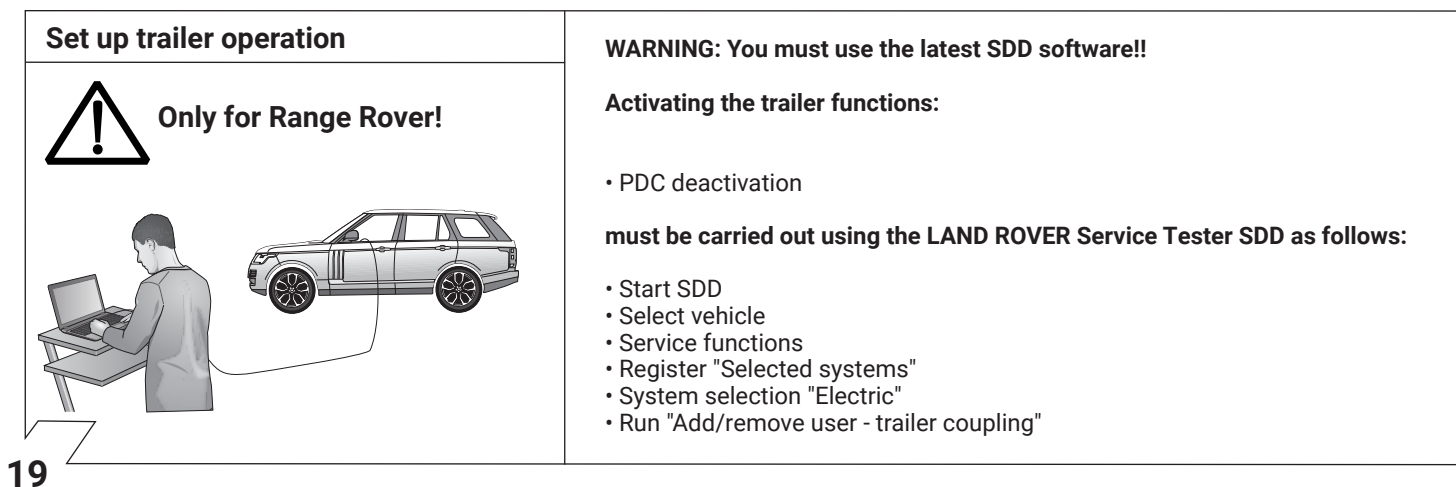 Set up trailer operation
Only for Range Rover!
19
WARNING: You must use the latest SDD software!!
Activating the trailer functions:
• PDC deactivation
must be carried out using the LAND ROVER Service Tester SDD as follows:
• Start SDD
• Select vehicle
• Service functions
• Register "Selected systems"
• System selection "Electric"
• Run "Add/remove user - trailer coupling"